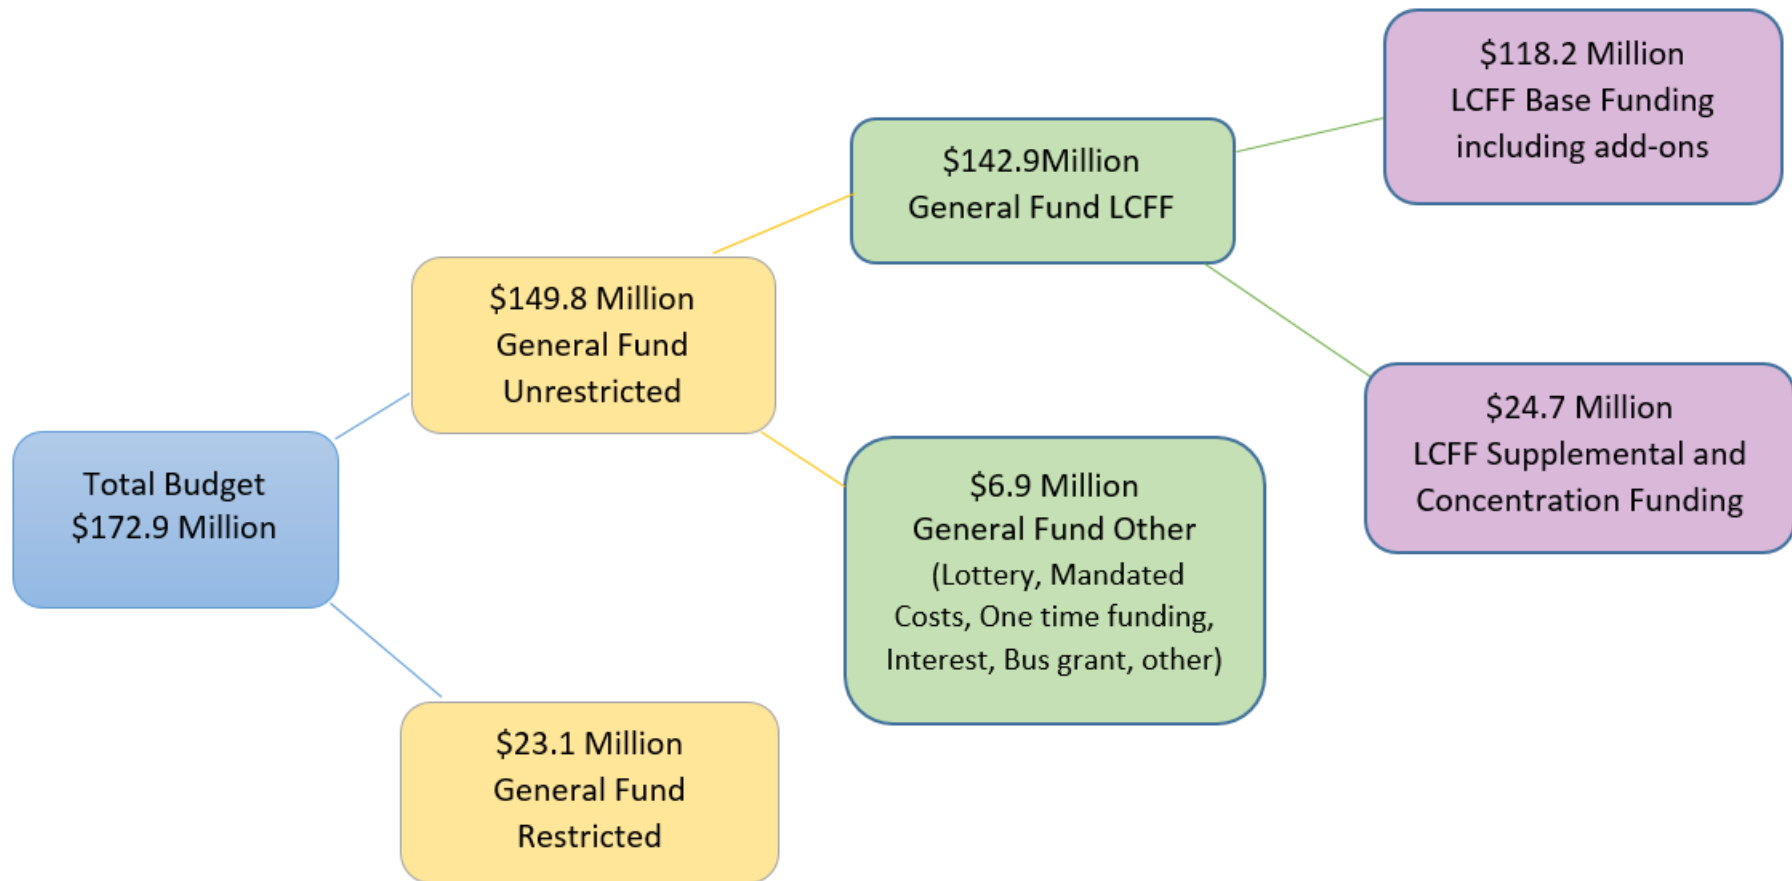 Total Budget
$172.9 Million
$149.8 Million
General Fund
Unrestricted
$23.1 Million
General Fund
Restricted
$142.9Million
General Fund LCFF
$6.9 Million
General Fund Other
(Lottery, Mandated
Costs, One time funding,
Interest, Bus grant, other)
$118.2 Million
LCFF Base Funding
including add-ons
$24.7 Million
LCFF Supplemental and
Concentration Funding